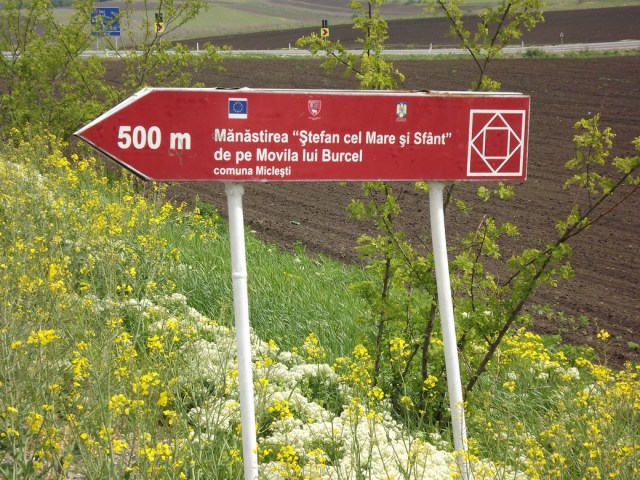 500 m
Mănăstirea "Ştefan cel Mare şi Sfânt"
de pe Movila lui Burcel
comuna Micleşti